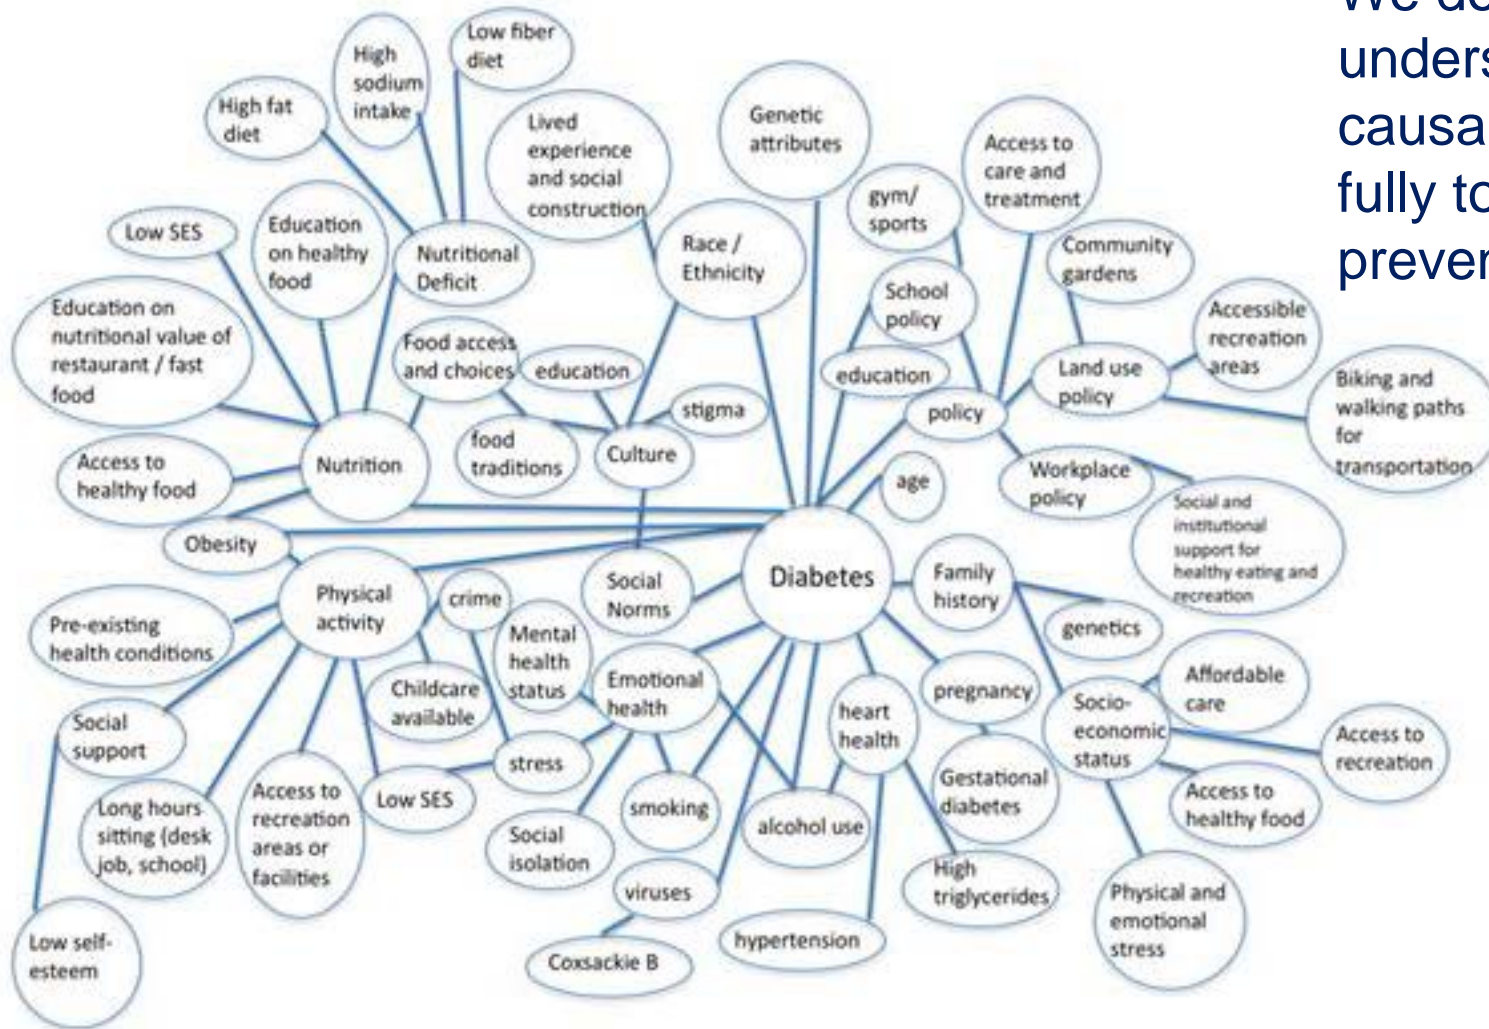 We do
unders
causa
fully to
preven
Low fiber
diet
High
sodium
intake
High fat
diet
Lived
experience
and social
construction
Genetic
attributes
Access to
care and
treatment
gym/
sports
Low SES
Education
on healthy
food
Nutritional
Deficit
Race /
Ethnicity
Community
gardens
School
policy
Accessible
recreation
areas
Education on
nutritional value of
restaurant / fast
food
Food access
and choices
education
education
Land use
policy
Biking and
walking paths
for
transportation
stigma
policy
food
traditions
Culture
Nutrition
Access to
healthy food
age
Workplace
policy
Social and
institutional
support for
healthy eating and
recreation
Obesity
Diabetes
Family
history
Physical
activity
crime
Social
Norms
genetics
Pre-existing
health conditions
Mental
health
status
Emotional
health
Childcare
available
pregnancy
Affordable
care
Socio-
economic
status
heart
health
Social
support
Access to
recreation
stress
Gestational
diabetes
Access to
healthy food
Long hours
sitting (desk
job, school)
Access to
recreation
areas or
facilities
Low SES
smoking
alcohol use
Social
isolation
High
triglycerides
viruses
Physical and
emotional
stress
Low self-
esteem
hypertension
Coxsackie B